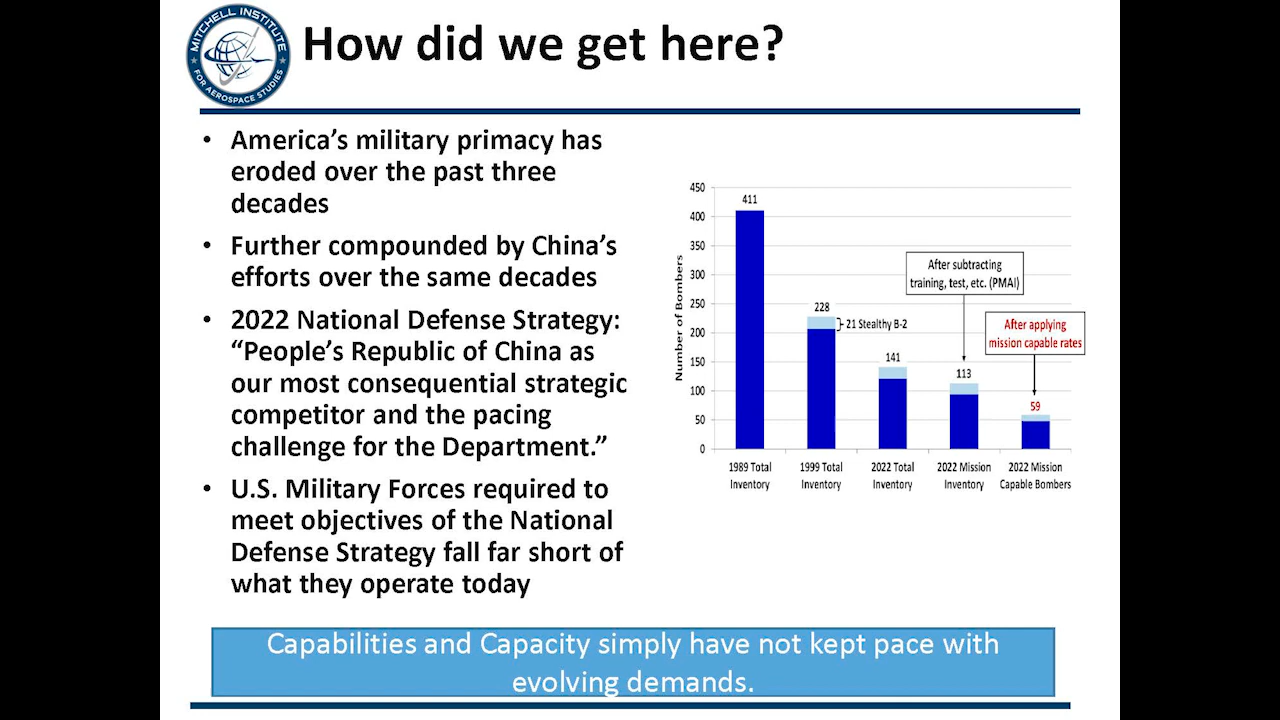 MITCHELL INSTITUTE
FOR AEROSPACE STUDIES
How did we get here?
• America’s military primacy has
eroded over the past three
decades
• Further compounded by China’s
efforts over the same decades
• 2022 National Defense Strategy:
“People’s Republic of China as
our most consequential strategic
competitor and the pacing
challenge for the Department.”
• U.S. Military Forces required to
meet objectives of the National
Defense Strategy fall far short of
what they operate today
Number of Bombers
450
400
350
300
250
200
150
100
50
0
411
228
21 Stealthy B-2
141
After subtracting
training, test, etc. (PMAI)
113
After applying
mission capable rates
59
1989 Total
Inventory
1999 Total
Inventory
2022 Total
Inventory
2022 Mission
Inventory
2022 Mission
Capable Bombers
Capabilities and Capacity simply have not kept pace with
evolving demands.